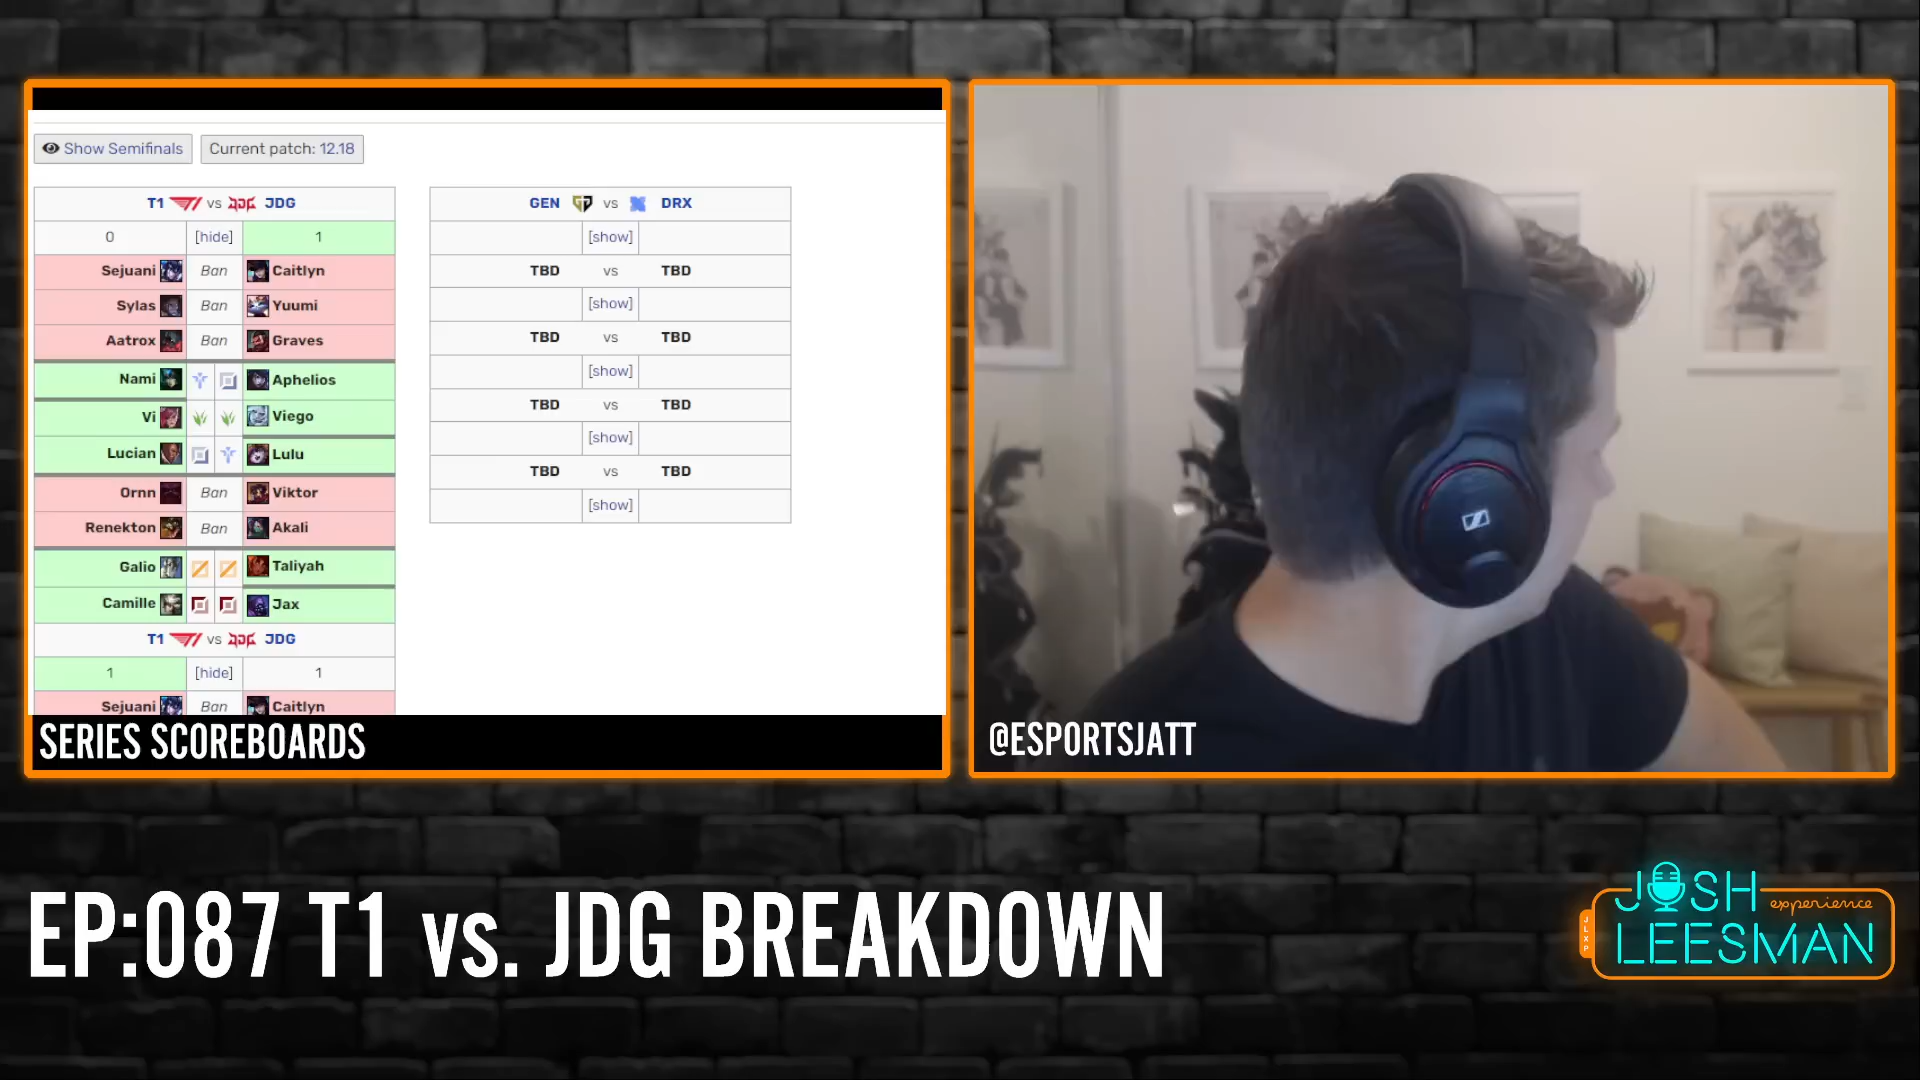 Show Semifinals Current patch: 12.18
T1 vs JDG
0 [hide] 1
Sejuani Ban Caitlyn
Sylas Ban Yuumi
Aatrox Ban Graves
Nami Aphelios
Vi Viego
Lucian Lulu
Ornn Ban Viktor
Renekton Ban Akali
Galio Taliyah
Camille Jax
T1 vs JDG
1 [hide] 1
Sejuani Ban Caitlyn
GEN vs DRX
[show]
TBD vs TBD
[show]
TBD vs TBD
[show]
TBD vs TBD
[show]
TBD vs TBD
[show]
SERIES SCOREBOARDS
@ESPORTSJATT
EP:087 T1 vs. JDG BREAKDOWN
JLXP
JOSH experience
LEESMAN